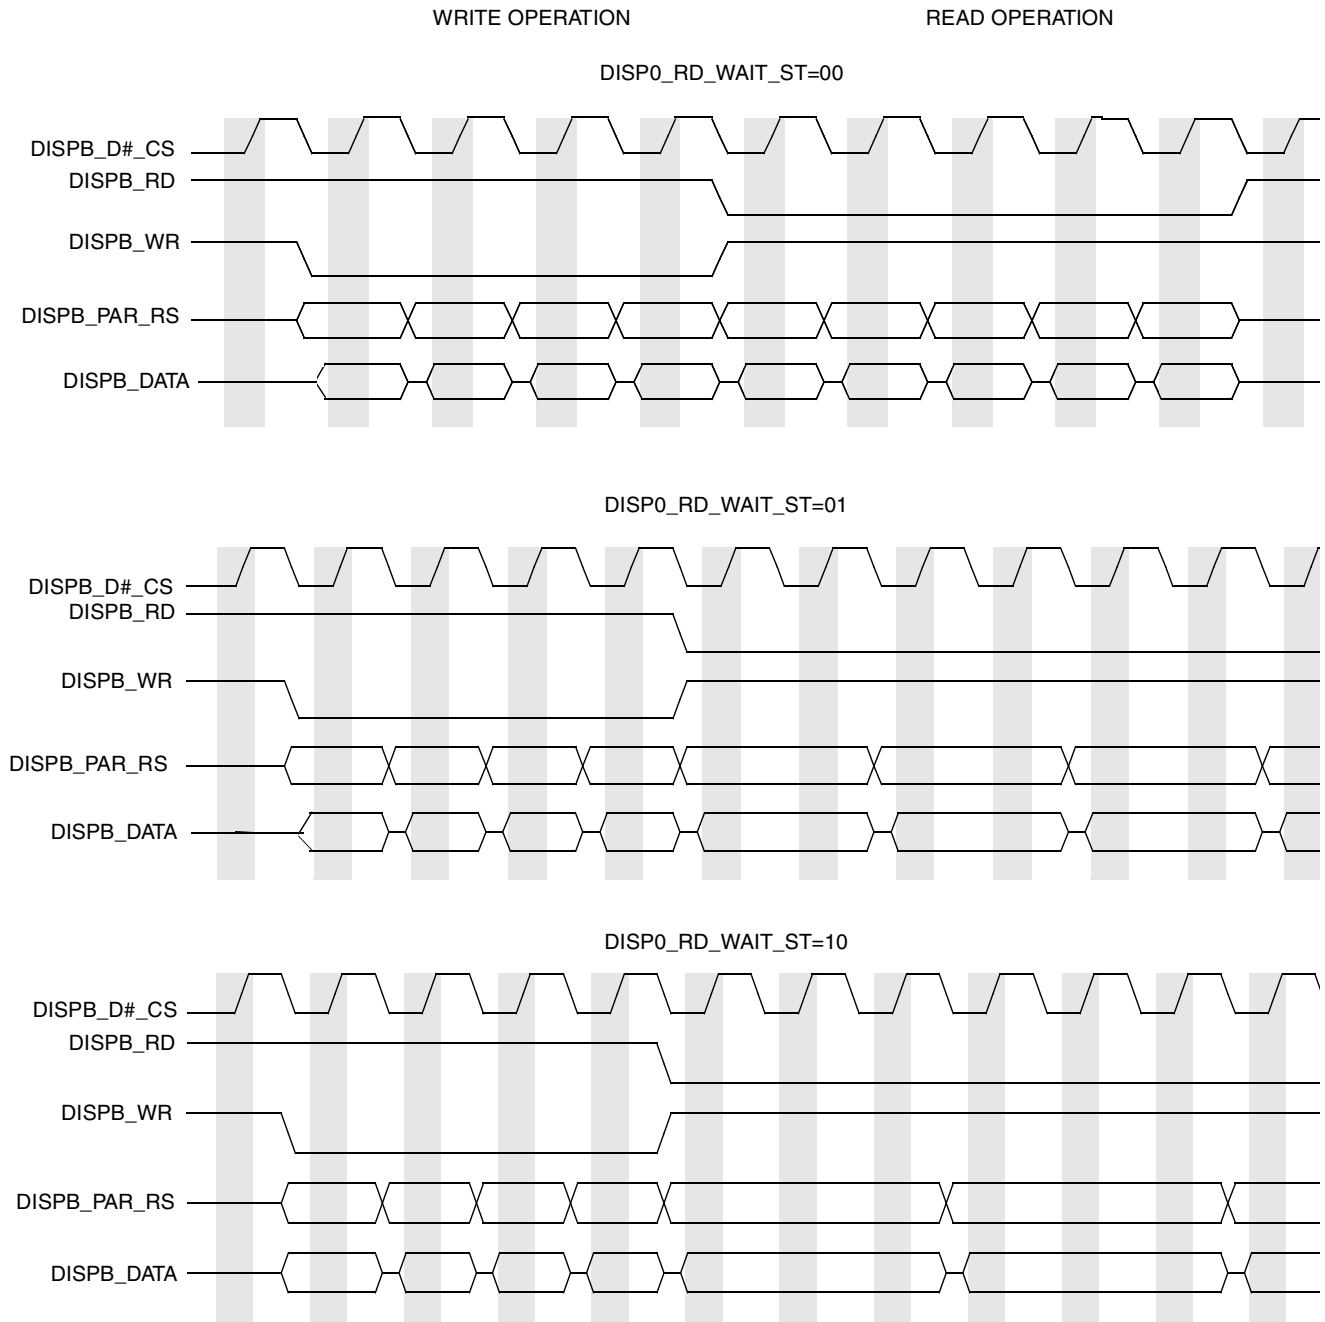 WRITE OPERATION
READ OPERATION
DISP0_RD_WAIT_ST=00
DISPB_D#_CS
DISPB_RD
DISPB_WR
DISPB_PAR_RS
DISPB_DATA
DISP0_RD_WAIT_ST=01
DISPB_D#_CS
DISPB_RD
DISPB_WR
DISPB_PAR_RS
DISPB_DATA
DISP0_RD_WAIT_ST=10
DISPB_D#_CS
DISPB_RD
DISPB_WR
DISPB_PAR_RS
DISPB_DATA